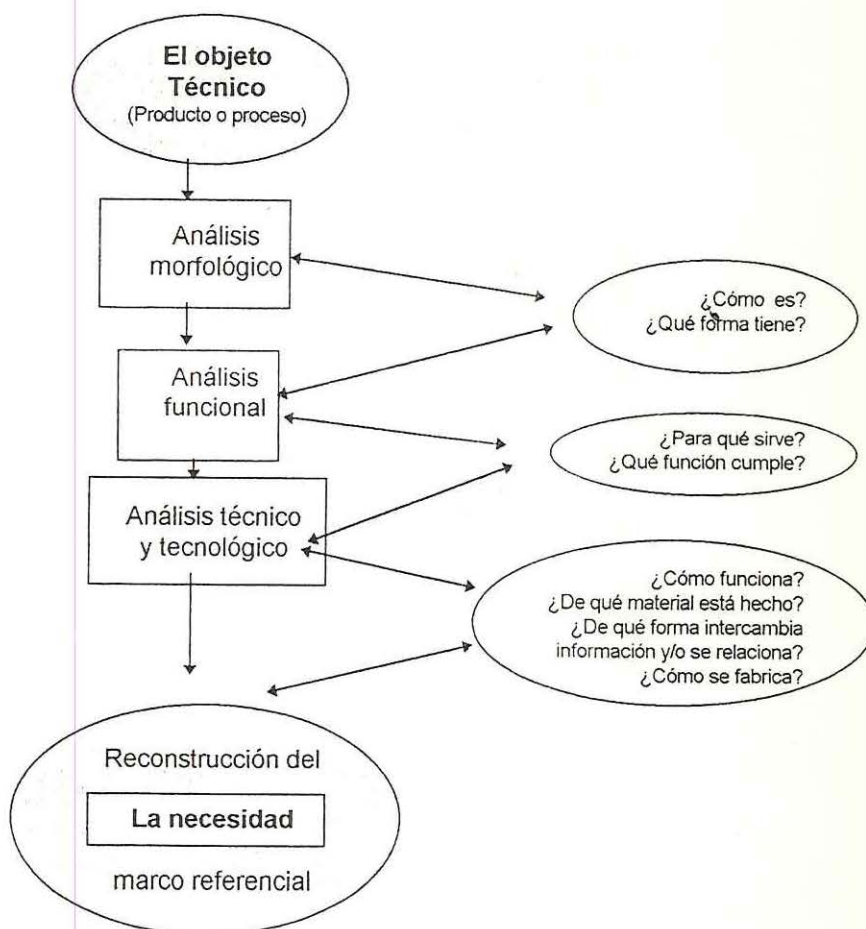 El objeto
Técnico
(Producto o proceso)
Análisis
morfológico
¿Cómo es?
¿Qué forma tiene?
Análisis
funcional
¿Para qué sirve?
¿Qué función cumple?
Análisis técnico
y tecnológico
¿Cómo funciona?
¿De qué material está hecho?
¿De qué forma intercambia
información y/o se relaciona?
¿Cómo se fabrica?
Reconstrucción del
La necesidad
marco referencial